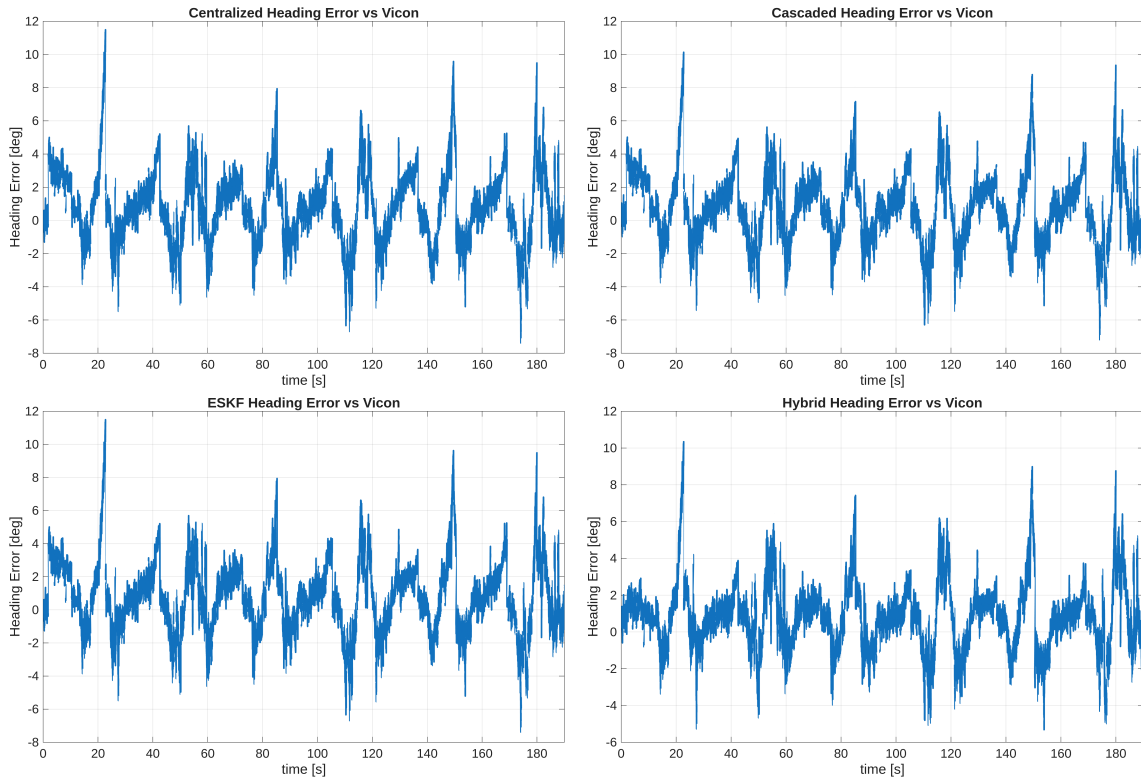 Centralized Heading Error vs Vicon
Heading Error [deg]
12
10
8
6
4
2
0
-2
-4
-6
-8
0 20 40 60 80 100 120 140 160 180
time [s]
Cascaded Heading Error vs Vicon
Heading Error [deg]
12
10
8
6
4
2
0
-2
-4
-6
-8
0 20 40 60 80 100 120 140 160 180
time [s]
ESKF Heading Error vs Vicon
Heading Error [deg]
12
10
8
6
4
2
0
-2
-4
-6
-8
0 20 40 60 80 100 120 140 160 180
time [s]
Hybrid Heading Error vs Vicon
Heading Error [deg]
12
10
8
6
4
2
0
-2
-4
-6
0 20 40 60 80 100 120 140 160 180
time [s]